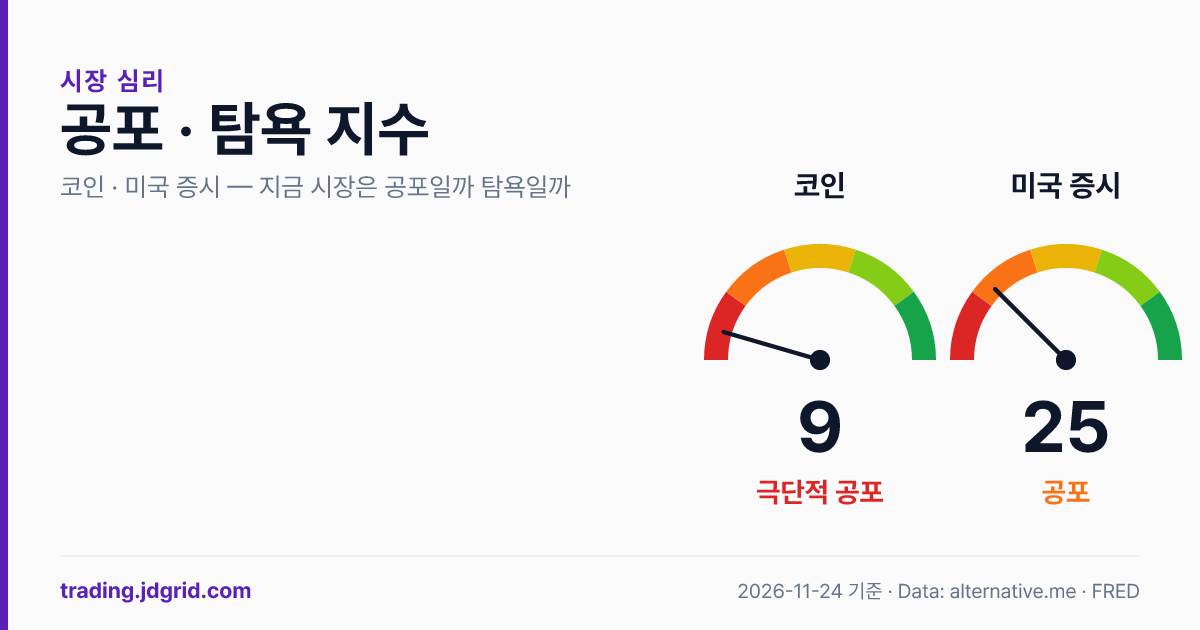 시장 심리
공포 · 탐욕 지수
코인 · 미국 증시 — 지금 시장은 공포일까 탐욕일까
코인
미국 증시
9
25
극단적 공포
공포
trading.jdgrid.com
2026-11-24 기준 · Data: alternative.me · FRED